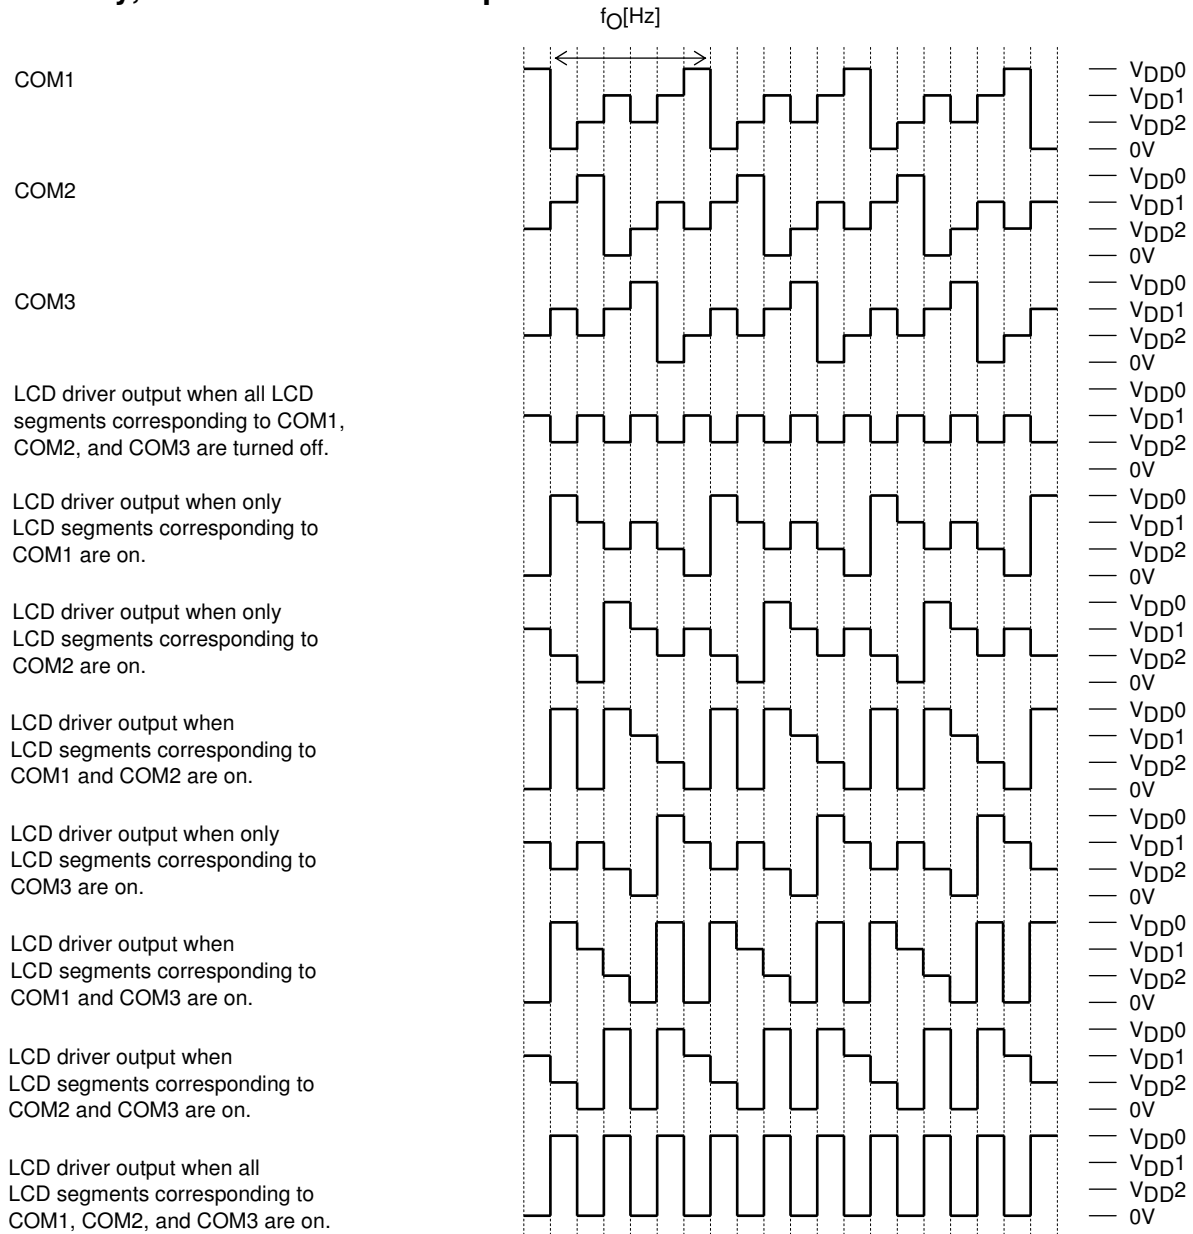 fO[Hz]
COM1
VDD0
VDD1
VDD2
0V
COM2
VDD0
VDD1
VDD2
0V
COM3
VDD0
VDD1
VDD2
0V
LCD driver output when all LCD
segments corresponding to COM1,
COM2, and COM3 are turned off.
VDD0
VDD1
VDD2
0V
LCD driver output when only
LCD segments corresponding to
COM1 are on.
VDD0
VDD1
VDD2
0V
LCD driver output when only
LCD segments corresponding to
COM2 are on.
VDD0
VDD1
VDD2
0V
LCD driver output when
LCD segments corresponding to
COM1 and COM2 are on.
VDD0
VDD1
VDD2
0V
LCD driver output when only
LCD segments corresponding to
COM3 are on.
VDD0
VDD1
VDD2
0V
LCD driver output when
LCD segments corresponding to
COM1 and COM3 are on.
VDD0
VDD1
VDD2
0V
LCD driver output when
LCD segments corresponding to
COM2 and COM3 are on.
VDD0
VDD1
VDD2
0V
LCD driver output when all
LCD segments corresponding to
COM1, COM2, and COM3 are on.
VDD0
VDD1
VDD2
0V